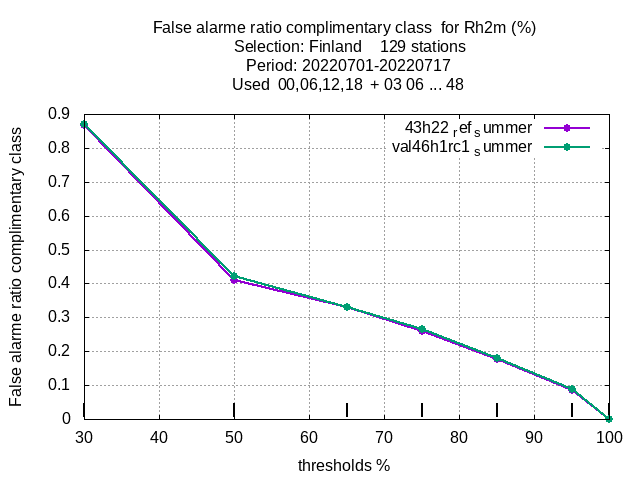 False alarme ratio complimentary class  for Rh2m (%)
Selection: Finland    129 stations
Period: 20220701-20220717
Used  00,06,12,18  + 03 06 ... 48
False alarme ratio complimentary class
0.9
0.8
0.7
0.6
0.5
0.4
0.3
0.2
0.1
0
43h22 refsummer
val46h1rc1 summer
30 40 50 60 70 80 90 100
thresholds %